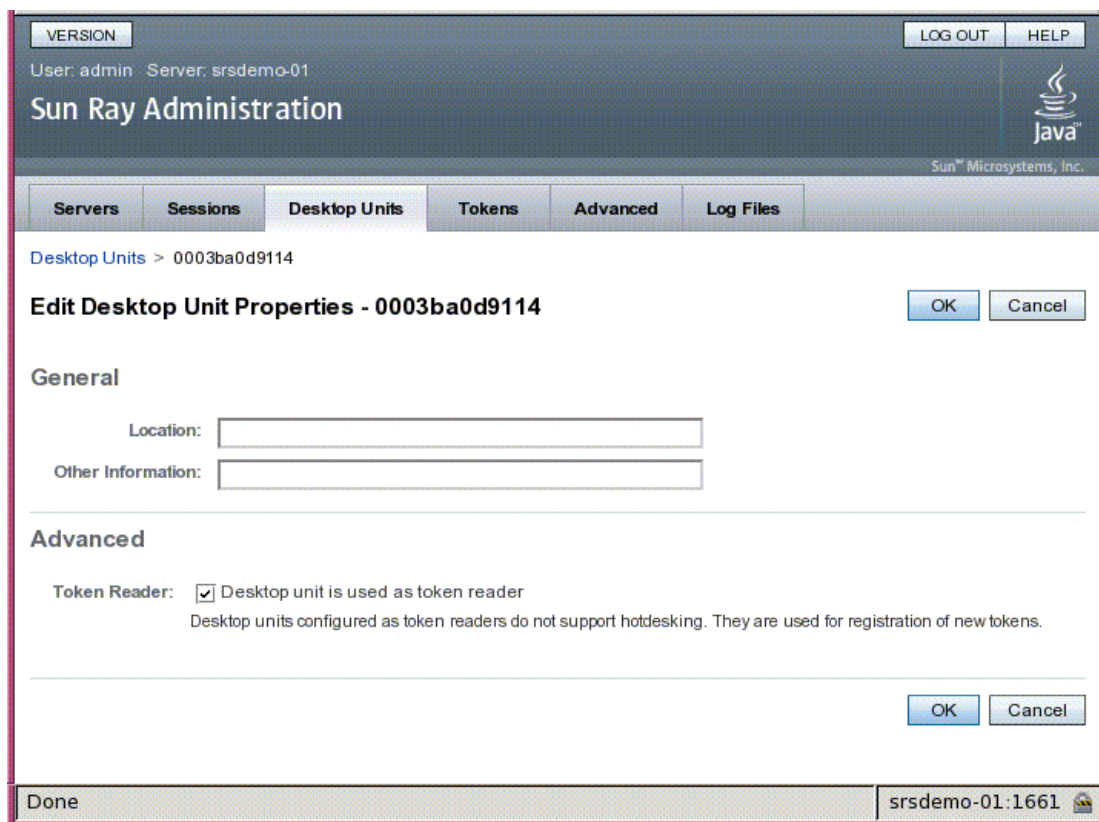 VERSION LOG OUT HELP
User: admin Server: srsdemo-01
Sun Ray Administration
Java™
Sun™ Microsystems, Inc.
Servers Sessions Desktop Units Tokens Advanced Log Files
Desktop Units > 0003ba0d9114
Edit Desktop Unit Properties - 0003ba0d9114 OK Cancel
General
Location:
Other Information:
Advanced
Token Reader: Desktop unit is used as token reader
Desktop units configured as token readers do not support hotdesking. They are used for registration of new tokens.
OK Cancel
Done srsdemo-01:1661